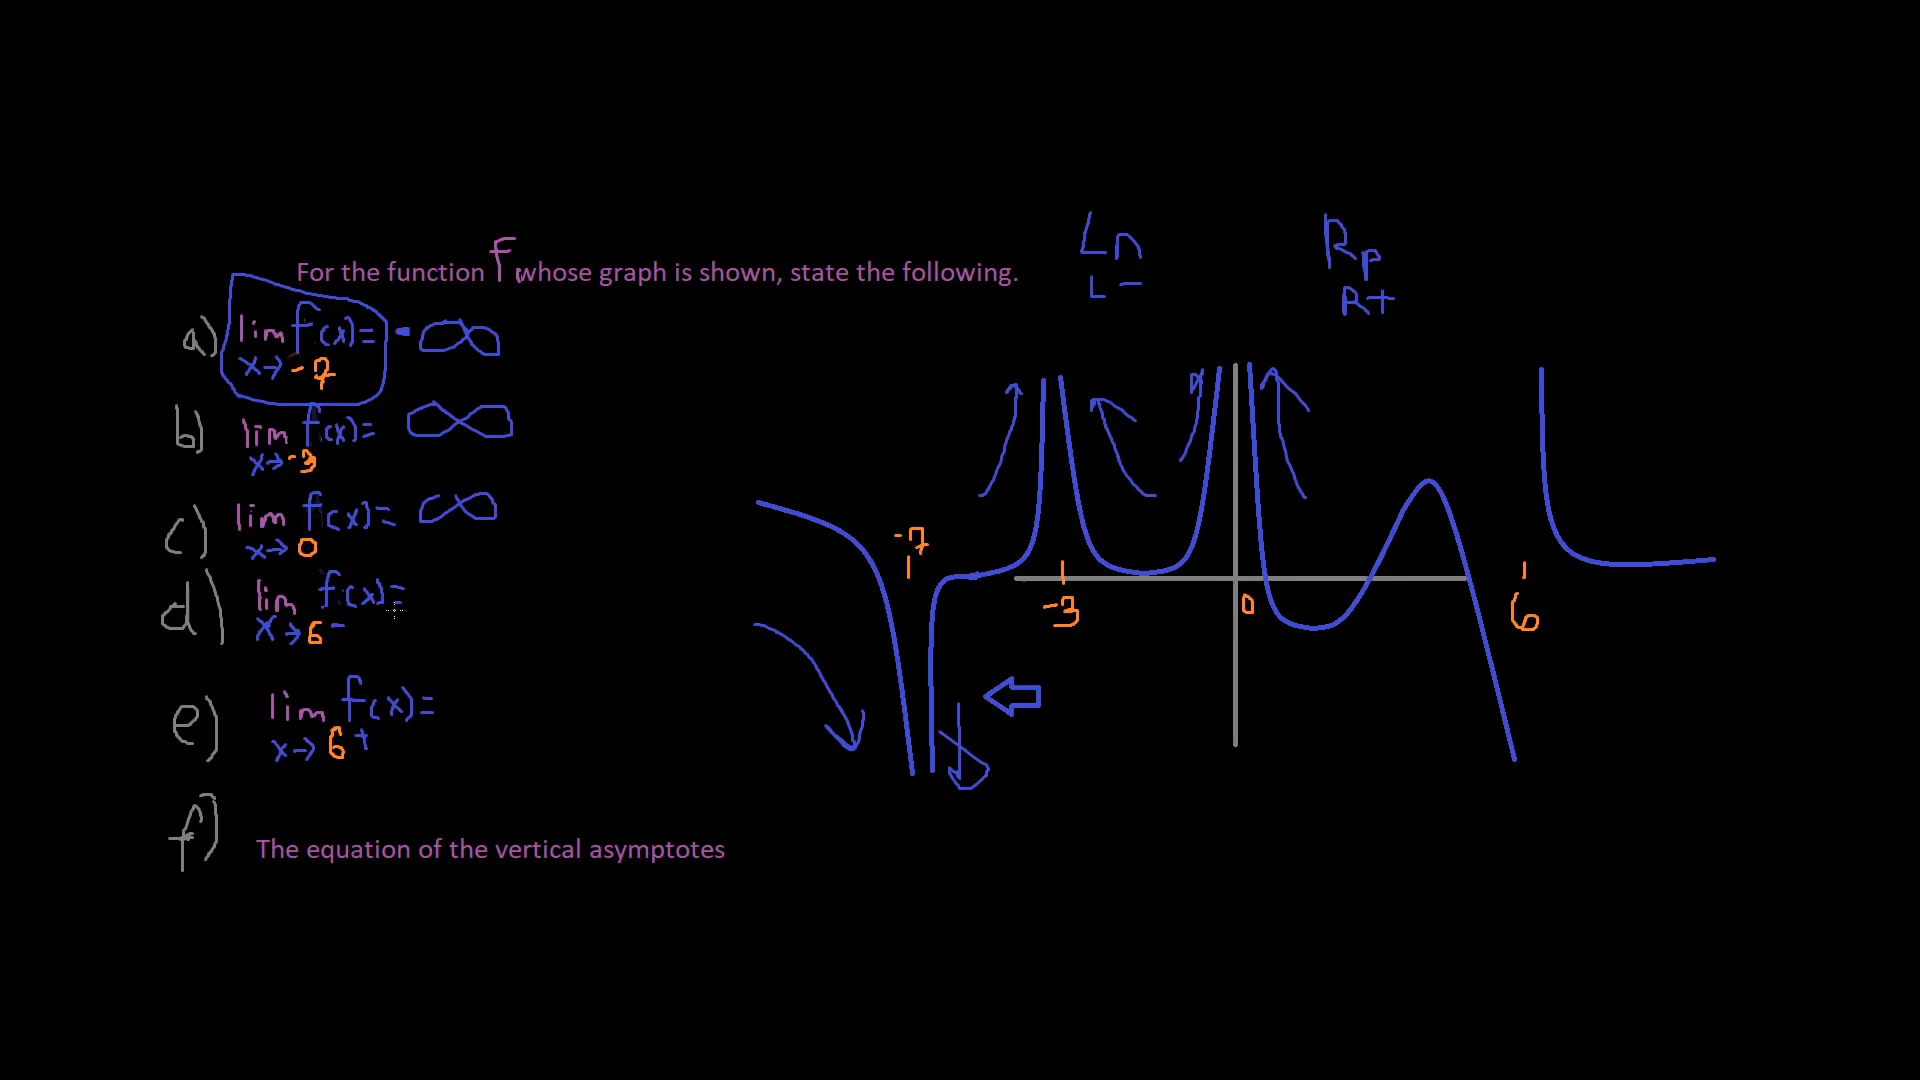 For the function f, whose graph is shown, state the following.
a) lim f(x) = -∞
x→ -7
b) lim f(x) = ∞
x→ -3
c) lim f(x) = ∞
x→ 0
d) lim f(x) =
x→ 6-
e) lim f(x) =
x→ 6+
f) The equation of the vertical asymptotes
Ln
L-
Rp
R+
-7
-3
0
6